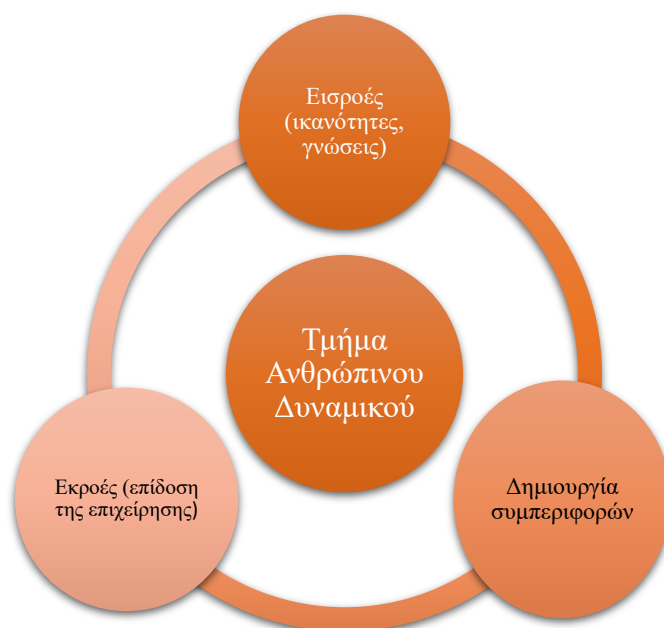 Εισροές
(ικανότητες,
γνώσεις)
Τμήμα
Ανθρώπινου
Δυναμικού
Εκροές (επίδοση
της επιχείρησης)
Δημιουργία
συμπεριφορών